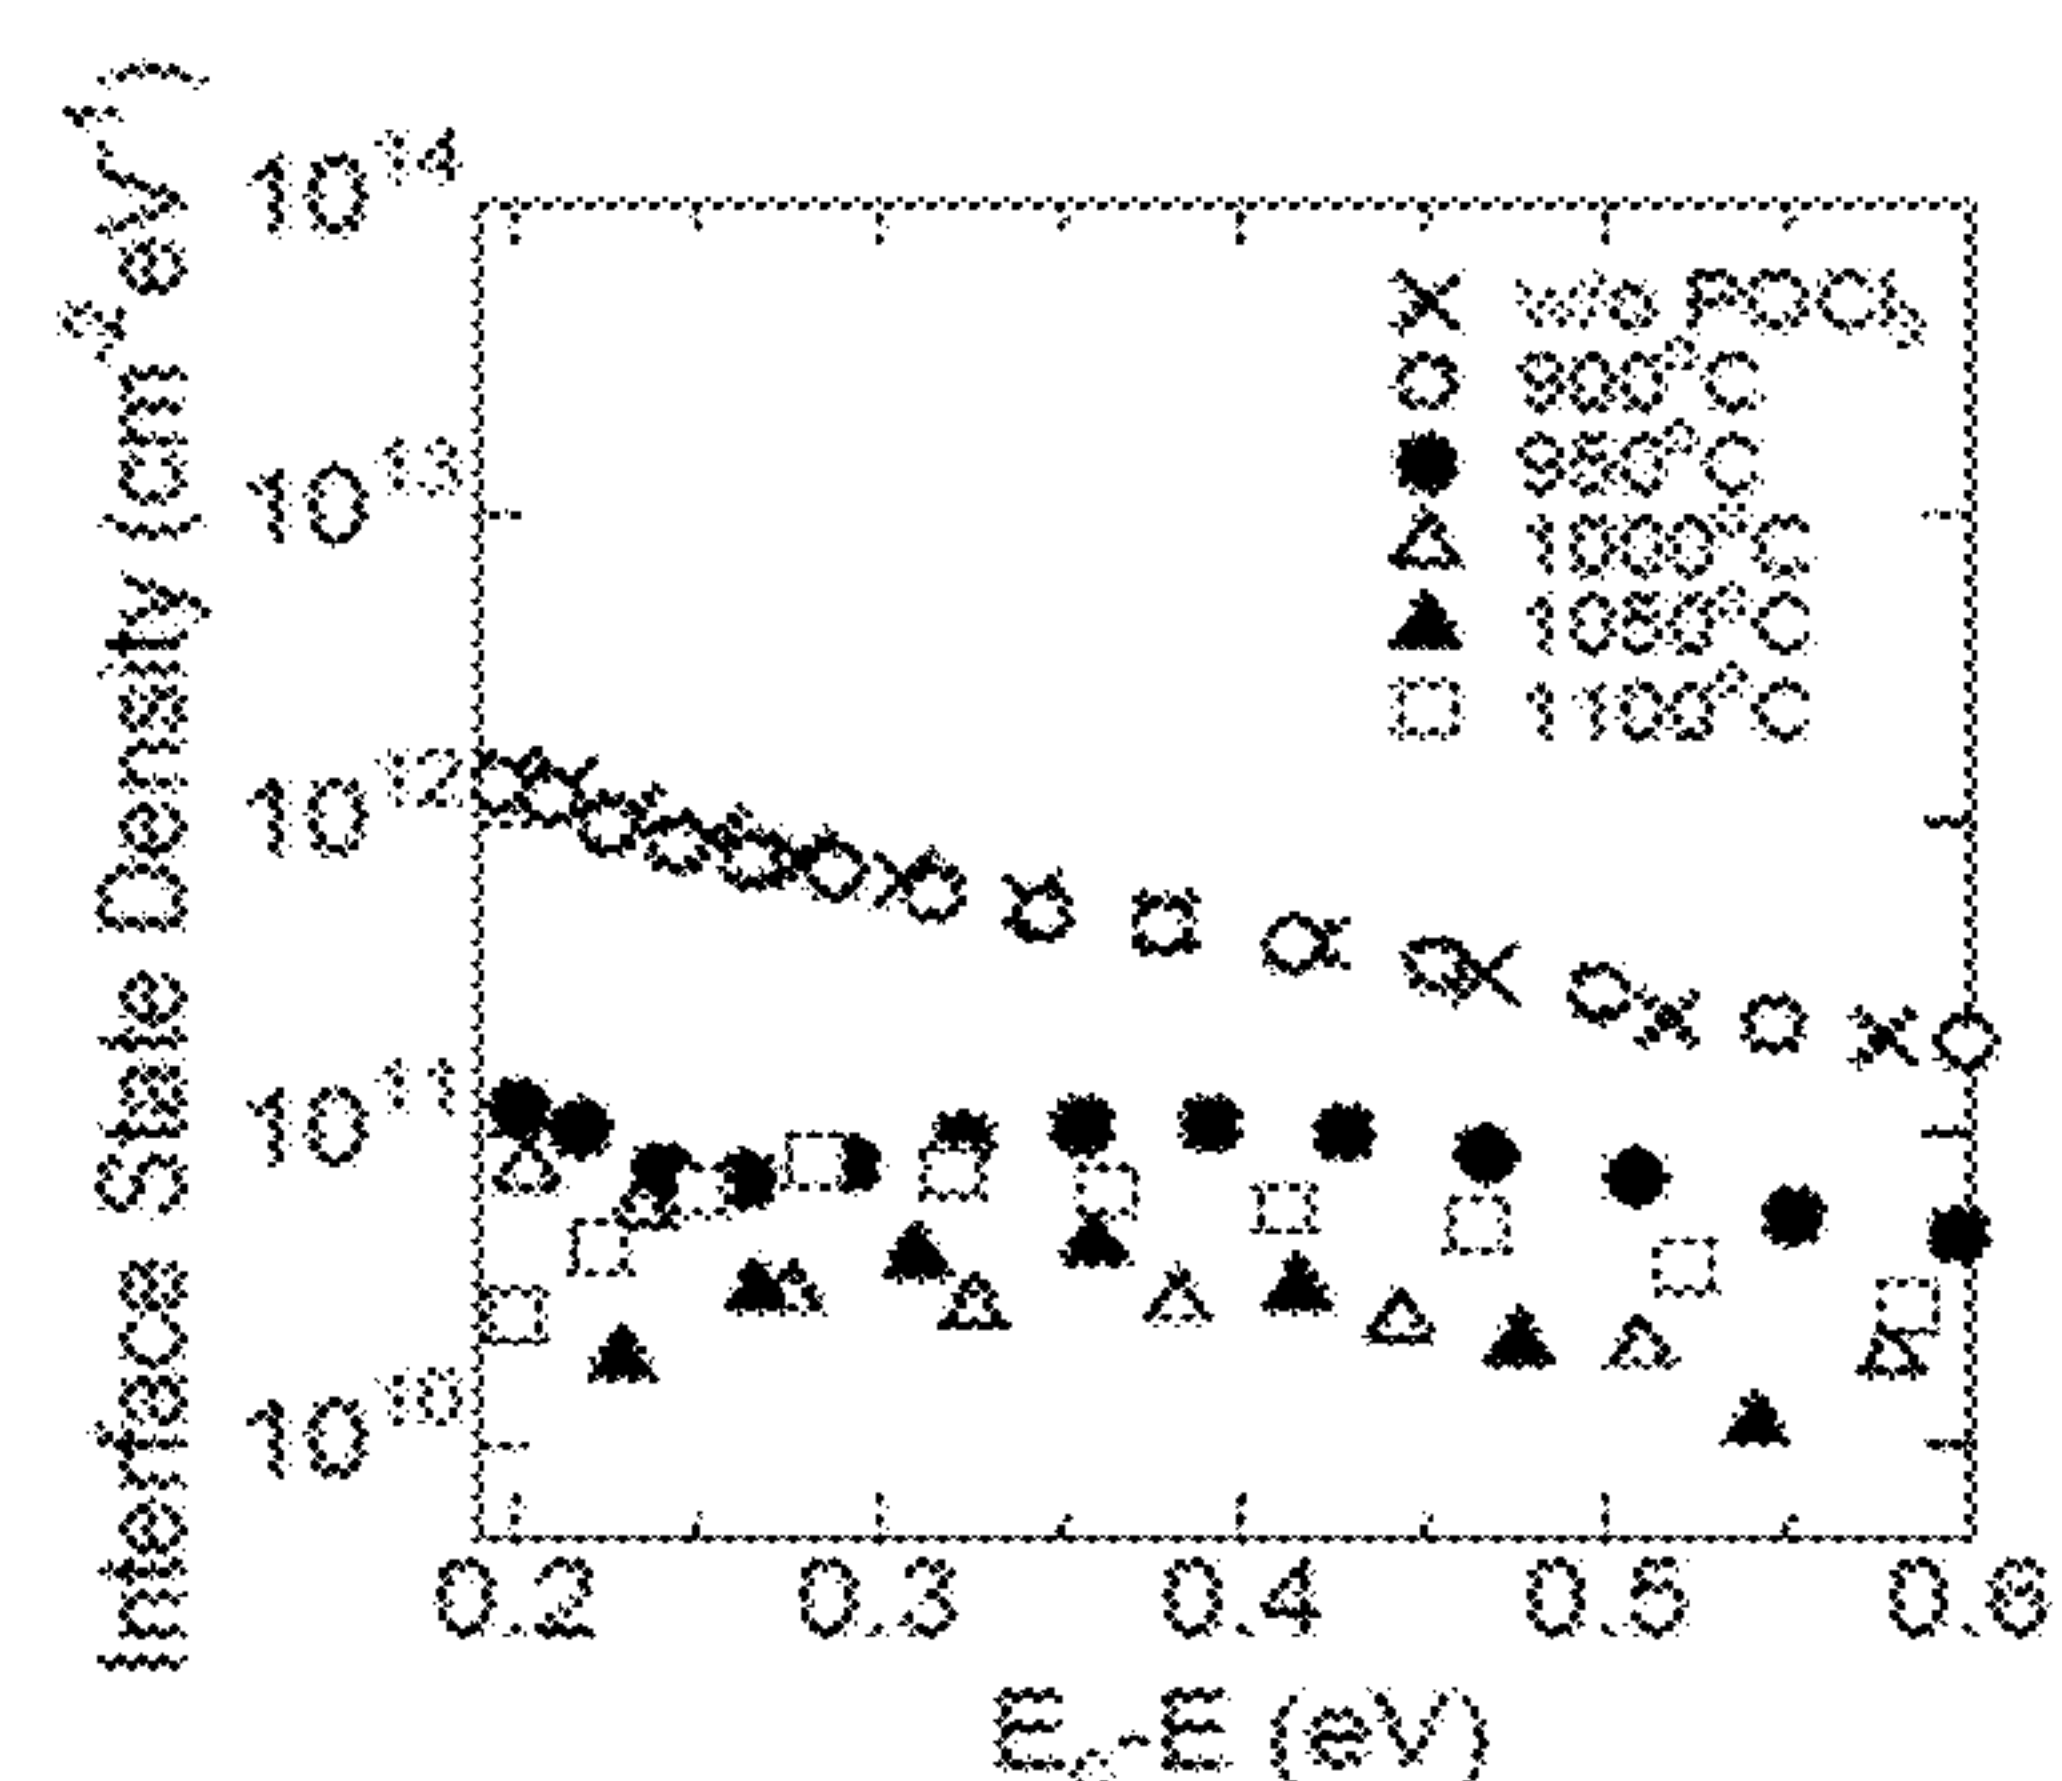 Interface State Density (cm⁻² eV⁻¹)
10¹⁴
10¹³
10¹²
10¹¹
10¹⁰
w/o POCl₃
900°C
950°C
1000°C
1050°C
1100°C
0.2 0.3 0.4 0.5 0.6
E꜀-E (eV)